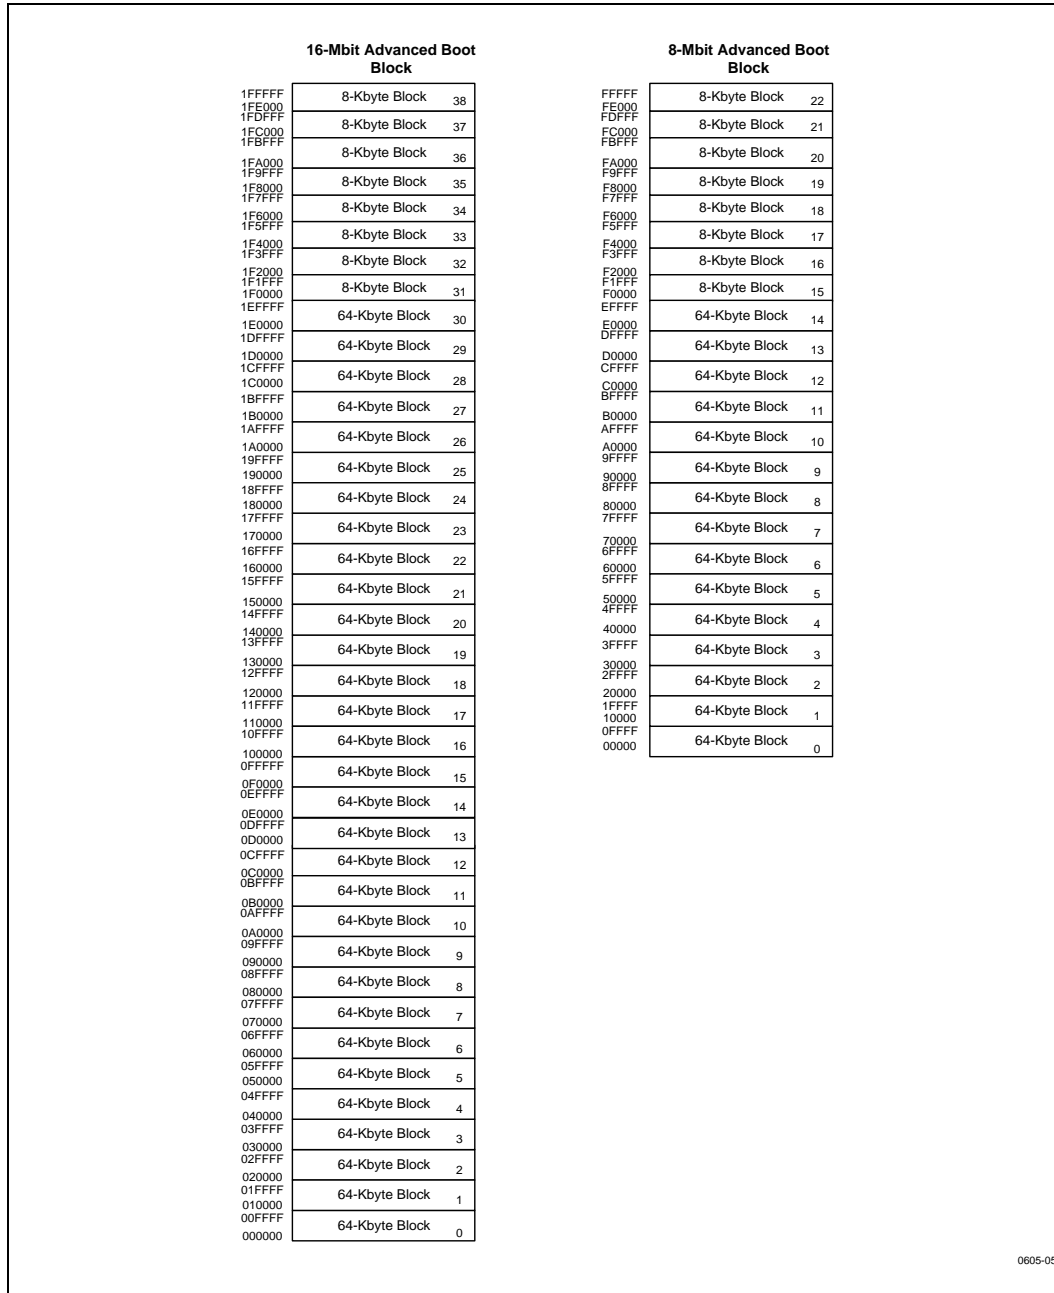 16-Mbit Advanced Boot
Block
1FFFFF
8-Kbyte Block 38
1FE000
1FDFFF
8-Kbyte Block 37
1FC000
1FBFFF
8-Kbyte Block 36
1FA000
1F9FFF
8-Kbyte Block 35
1F8000
1F7FFF
8-Kbyte Block 34
1F6000
1F5FFF
8-Kbyte Block 33
1F4000
1F3FFF
8-Kbyte Block 32
1F2000
1F1FFF
8-Kbyte Block 31
1F0000
1EFFFF
64-Kbyte Block 30
1E0000
1DFFFF
64-Kbyte Block 29
1D0000
1CFFFF
64-Kbyte Block 28
1C0000
1BFFFF
64-Kbyte Block 27
1B0000
1AFFFF
64-Kbyte Block 26
1A0000
19FFFF
64-Kbyte Block 25
190000
18FFFF
64-Kbyte Block 24
180000
17FFFF
64-Kbyte Block 23
170000
16FFFF
64-Kbyte Block 22
160000
15FFFF
64-Kbyte Block 21
150000
14FFFF
64-Kbyte Block 20
140000
13FFFF
64-Kbyte Block 19
130000
12FFFF
64-Kbyte Block 18
120000
11FFFF
64-Kbyte Block 17
110000
10FFFF
64-Kbyte Block 16
100000
0FFFFF
64-Kbyte Block 15
0F0000
0EFFFF
64-Kbyte Block 14
0E0000
0DFFFF
64-Kbyte Block 13
0D0000
0CFFFF
64-Kbyte Block 12
0C0000
0BFFFF
64-Kbyte Block 11
0B0000
0AFFFF
64-Kbyte Block 10
0A0000
09FFFF
64-Kbyte Block 9
090000
08FFFF
64-Kbyte Block 8
080000
07FFFF
64-Kbyte Block 7
070000
06FFFF
64-Kbyte Block 6
060000
05FFFF
64-Kbyte Block 5
050000
04FFFF
64-Kbyte Block 4
040000
03FFFF
64-Kbyte Block 3
030000
02FFFF
64-Kbyte Block 2
020000
01FFFF
64-Kbyte Block 1
010000
00FFFF
64-Kbyte Block 0
000000
8-Mbit Advanced Boot
Block
FFFFF
8-Kbyte Block 22
FE000
FDFFF
8-Kbyte Block 21
FC000
FBFFF
8-Kbyte Block 20
FA000
F9FFF
8-Kbyte Block 19
F8000
F7FFF
8-Kbyte Block 18
F6000
F5FFF
8-Kbyte Block 17
F4000
F3FFF
8-Kbyte Block 16
F2000
F1FFF
8-Kbyte Block 15
F0000
EFFFF
64-Kbyte Block 14
E0000
DFFFF
64-Kbyte Block 13
D0000
CFFFF
64-Kbyte Block 12
C0000
BFFFF
64-Kbyte Block 11
B0000
AFFFF
64-Kbyte Block 10
A0000
9FFFF
64-Kbyte Block 9
90000
8FFFF
64-Kbyte Block 8
80000
7FFFF
64-Kbyte Block 7
70000
6FFFF
64-Kbyte Block 6
60000
5FFFF
64-Kbyte Block 5
50000
4FFFF
64-Kbyte Block 4
40000
3FFFF
64-Kbyte Block 3
30000
2FFFF
64-Kbyte Block 2
20000
1FFFF
64-Kbyte Block 1
10000
0FFFF
64-Kbyte Block 0
00000
0605-05